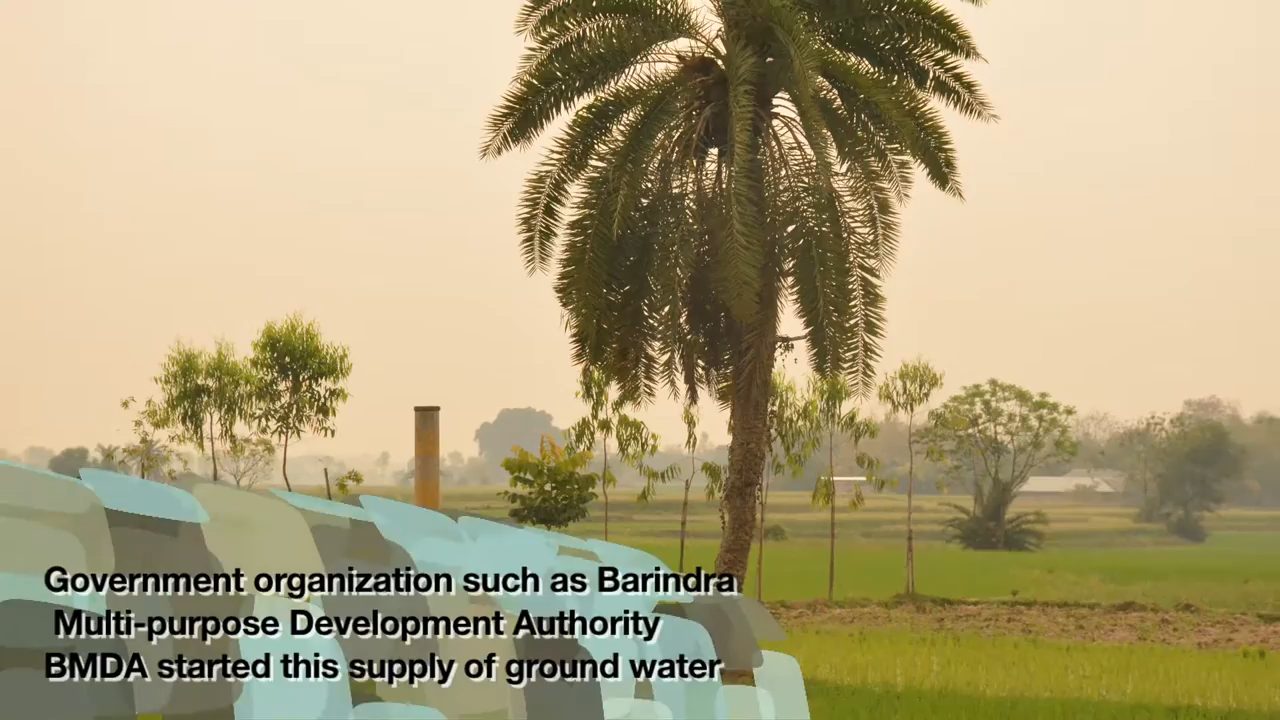 Government organization such as Barindra
Multi-purpose Development Authority
BMDA started this supply of ground water